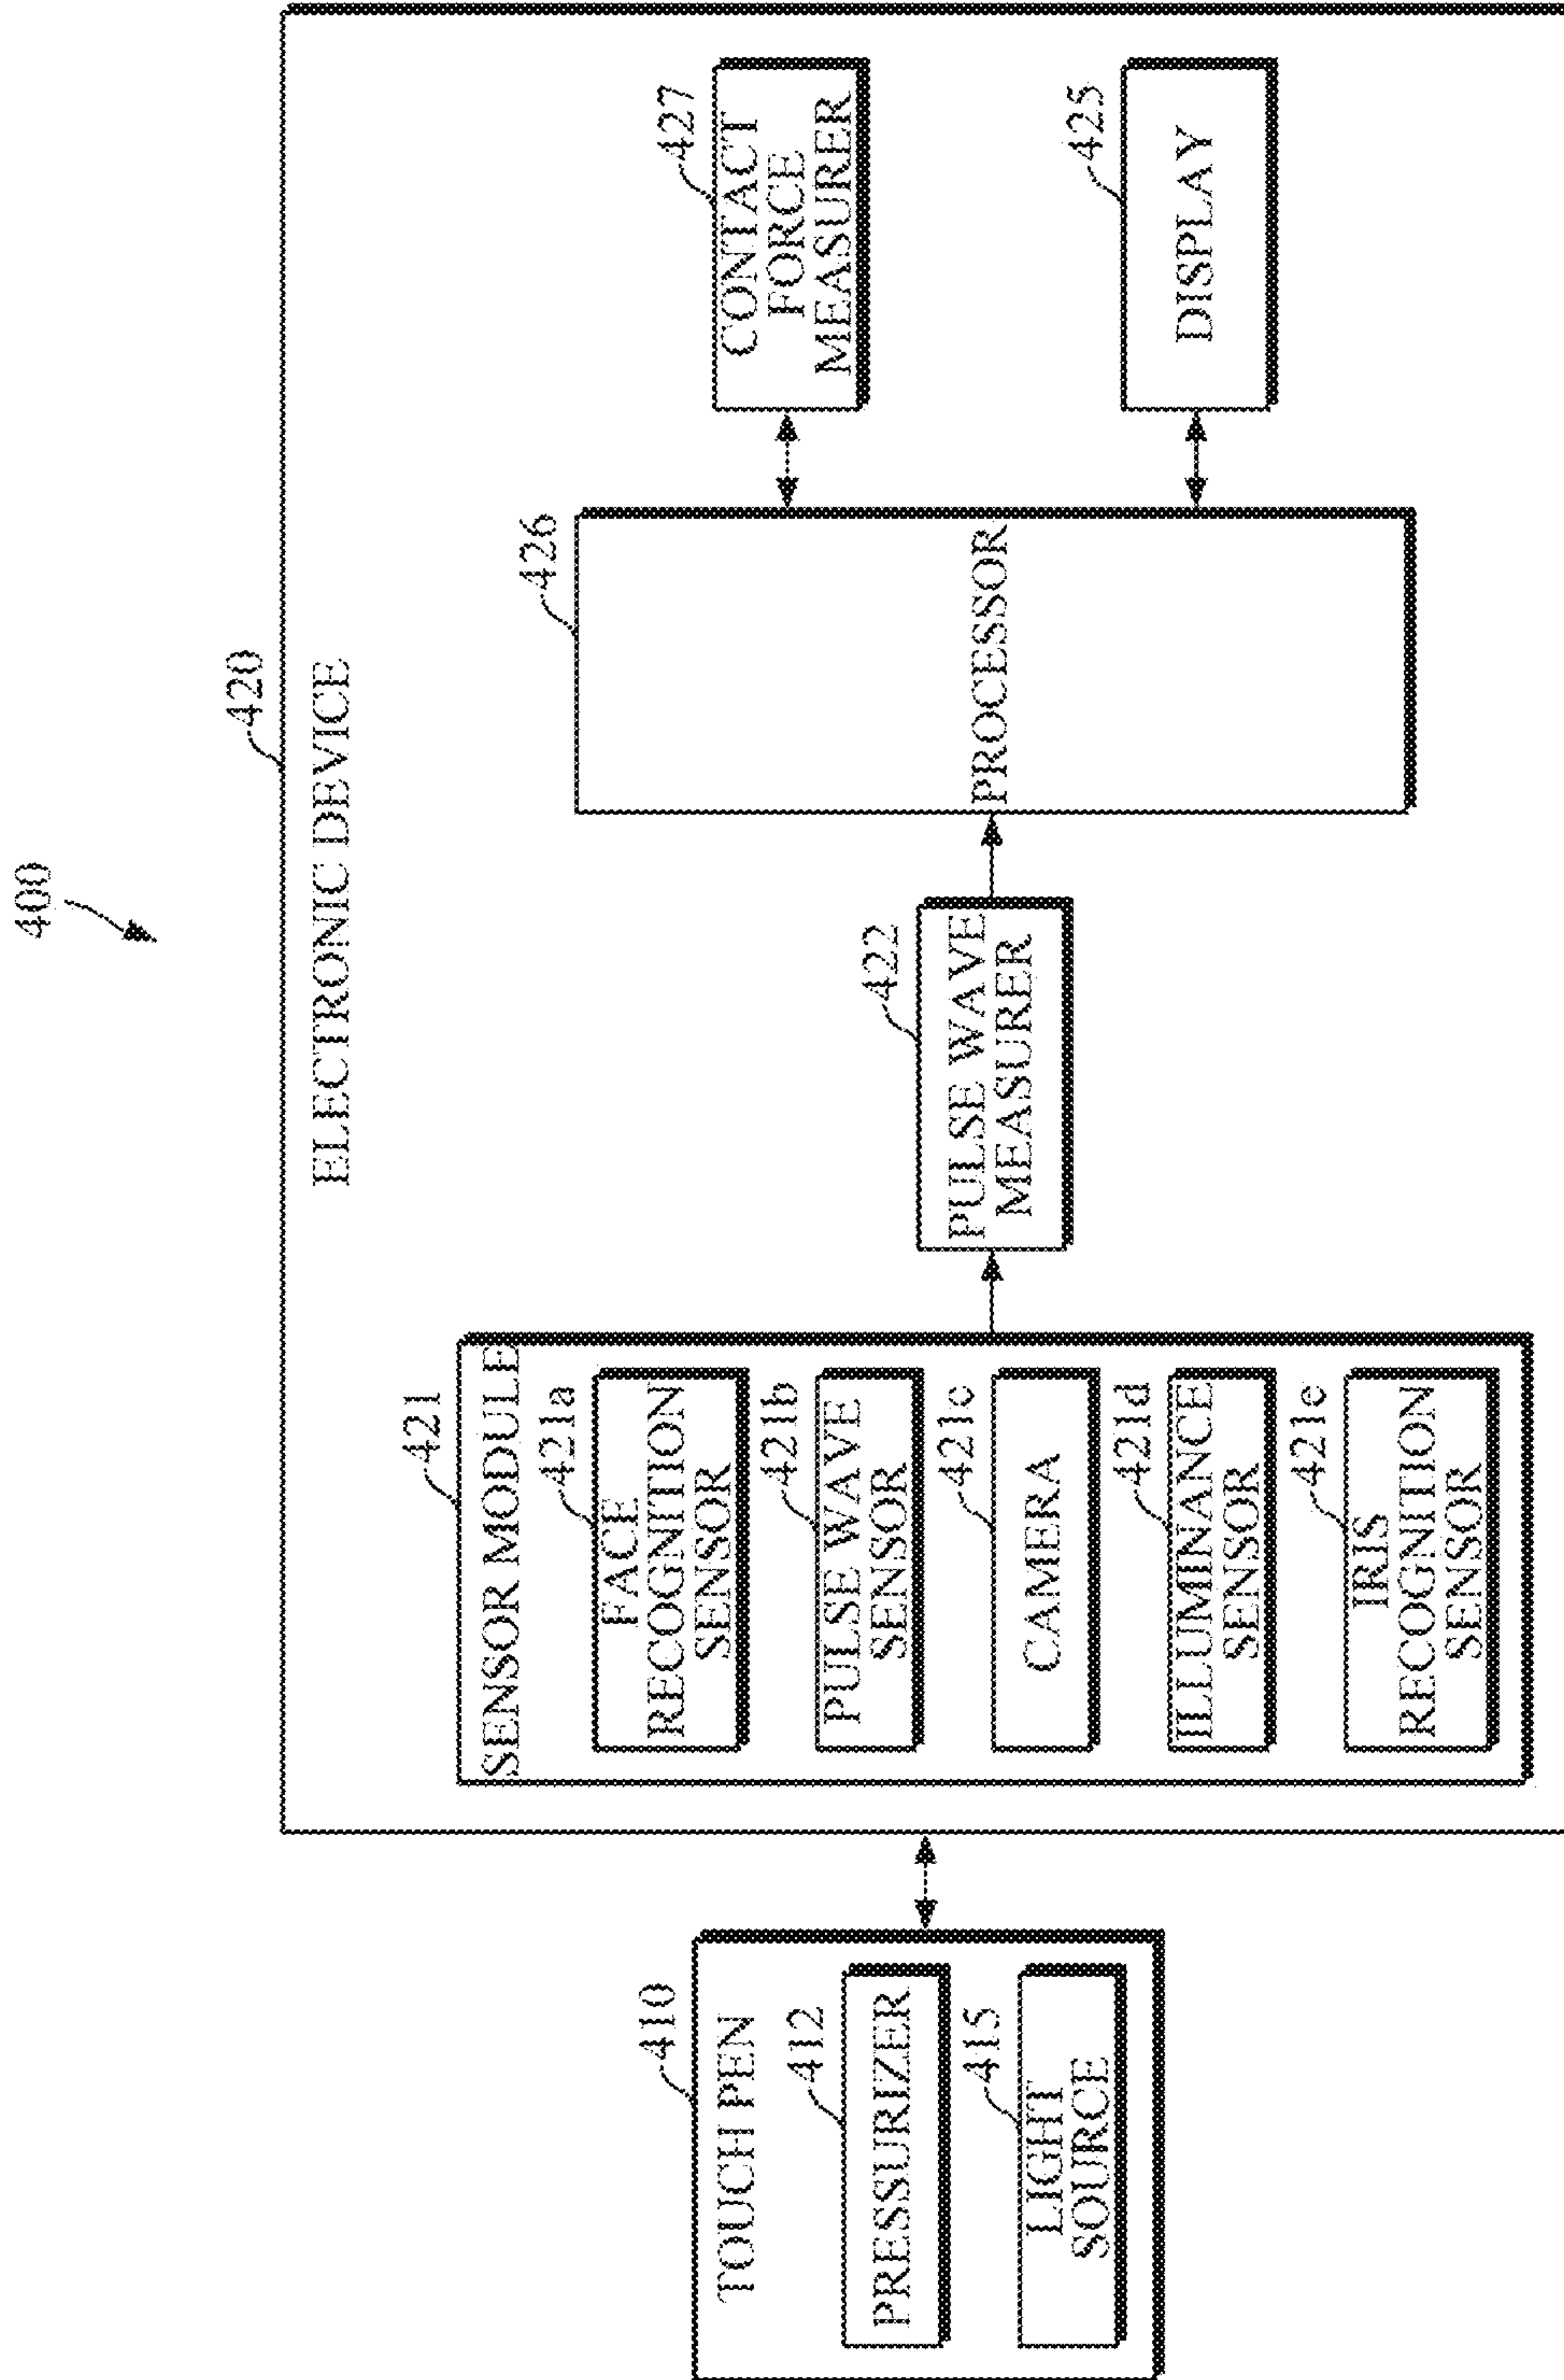 400
420
ELECTRONIC DEVICE
410
TOUCH PEN
412
PRESSURIZER
415
LIGHT
SOURCE
421
SENSOR MODULE
421a
FACE
RECOGNITION
SENSOR
421b
PULSE WAVE
SENSOR
421c
CAMERA
421d
ILLUMINANCE
SENSOR
421e
IRIS
RECOGNITION
SENSOR
422
PULSE WAVE
MEASURER
426
PROCESSOR
427
CONTACT
FORCE
MEASURER
425
DISPLAY